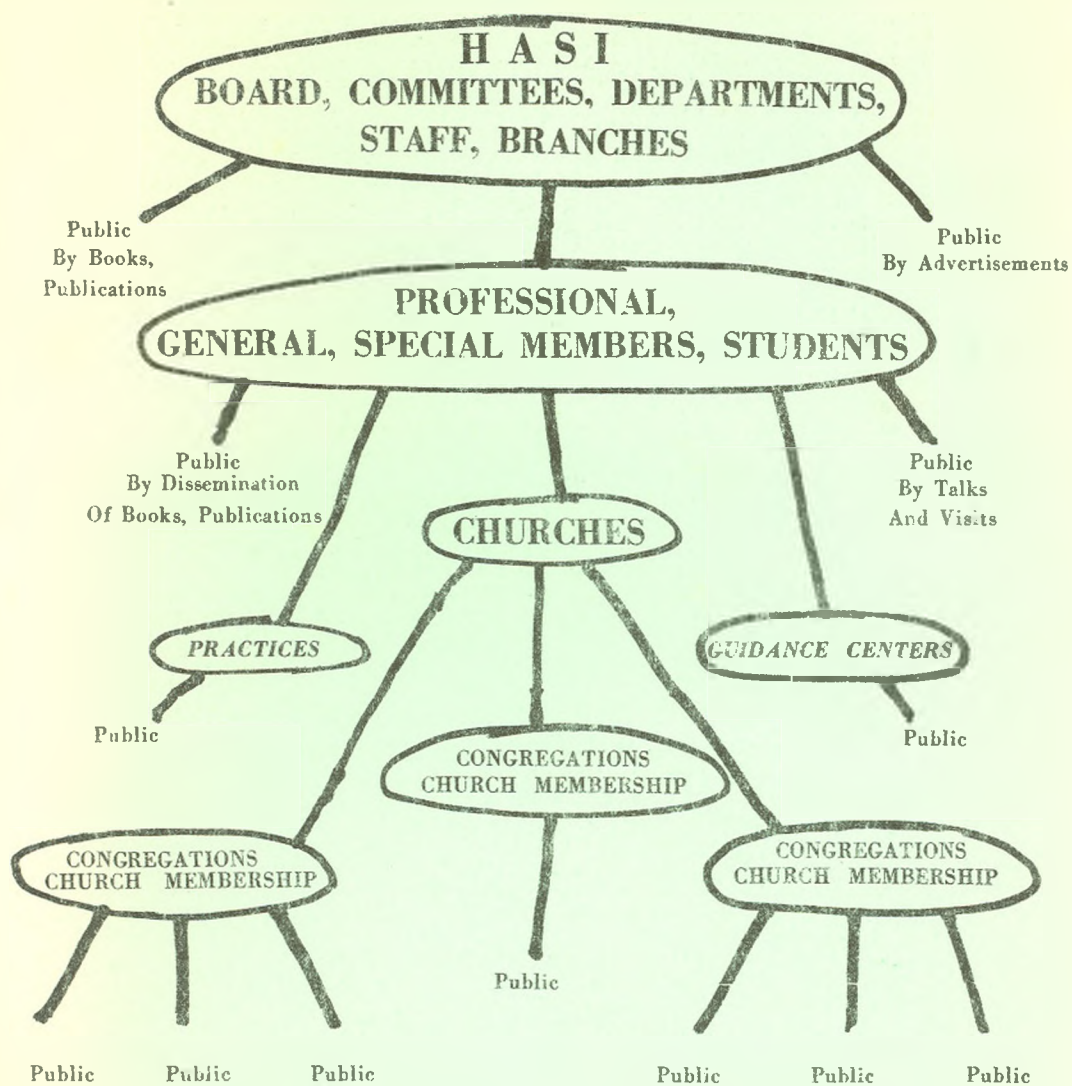 H A S I
BOARD, COMMITTEES, DEPARTMENTS,
STAFF, BRANCHES
Public
By Books,
Publications
Public
By Advertisements
PROFESSIONAL,
GENERAL, SPECIAL MEMBERS, STUDENTS
Public
By Dissemination
Of Books, Publications
Public
By Talks
And Visits
CHURCHES
PRACTICES
GUIDANCE CENTERS
Public
Public
CONGREGATIONS
CHURCH MEMBERSHIP
CONGREGATIONS
CHURCH MEMBERSHIP
CONGREGATIONS
CHURCH MEMBERSHIP
Public
Public Public Public Public Public Public